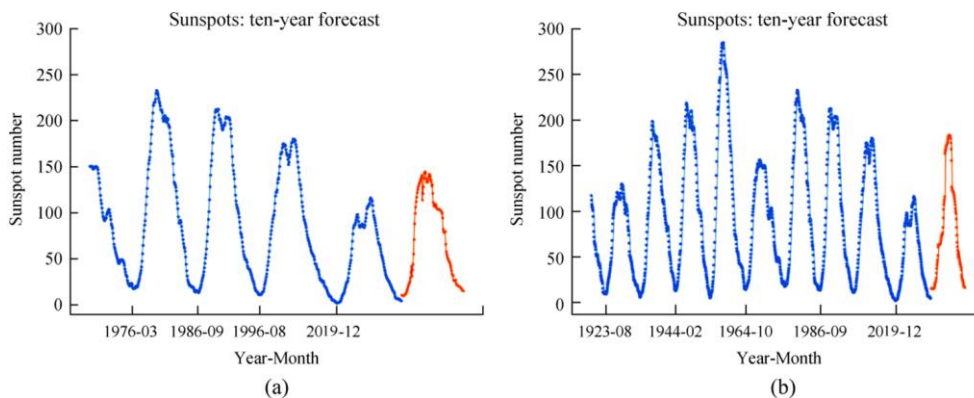 Sunspots: ten-year forecast
300
250
200
150
100
50
0
Sunspot number
1976-03 1986-09 1996-08 2019-12
Year-Month
(a)
Sunspots: ten-year forecast
300
250
200
150
100
50
0
Sunspot number
1923-08 1944-02 1964-10 1986-09 2019-12
Year-Month
(b)